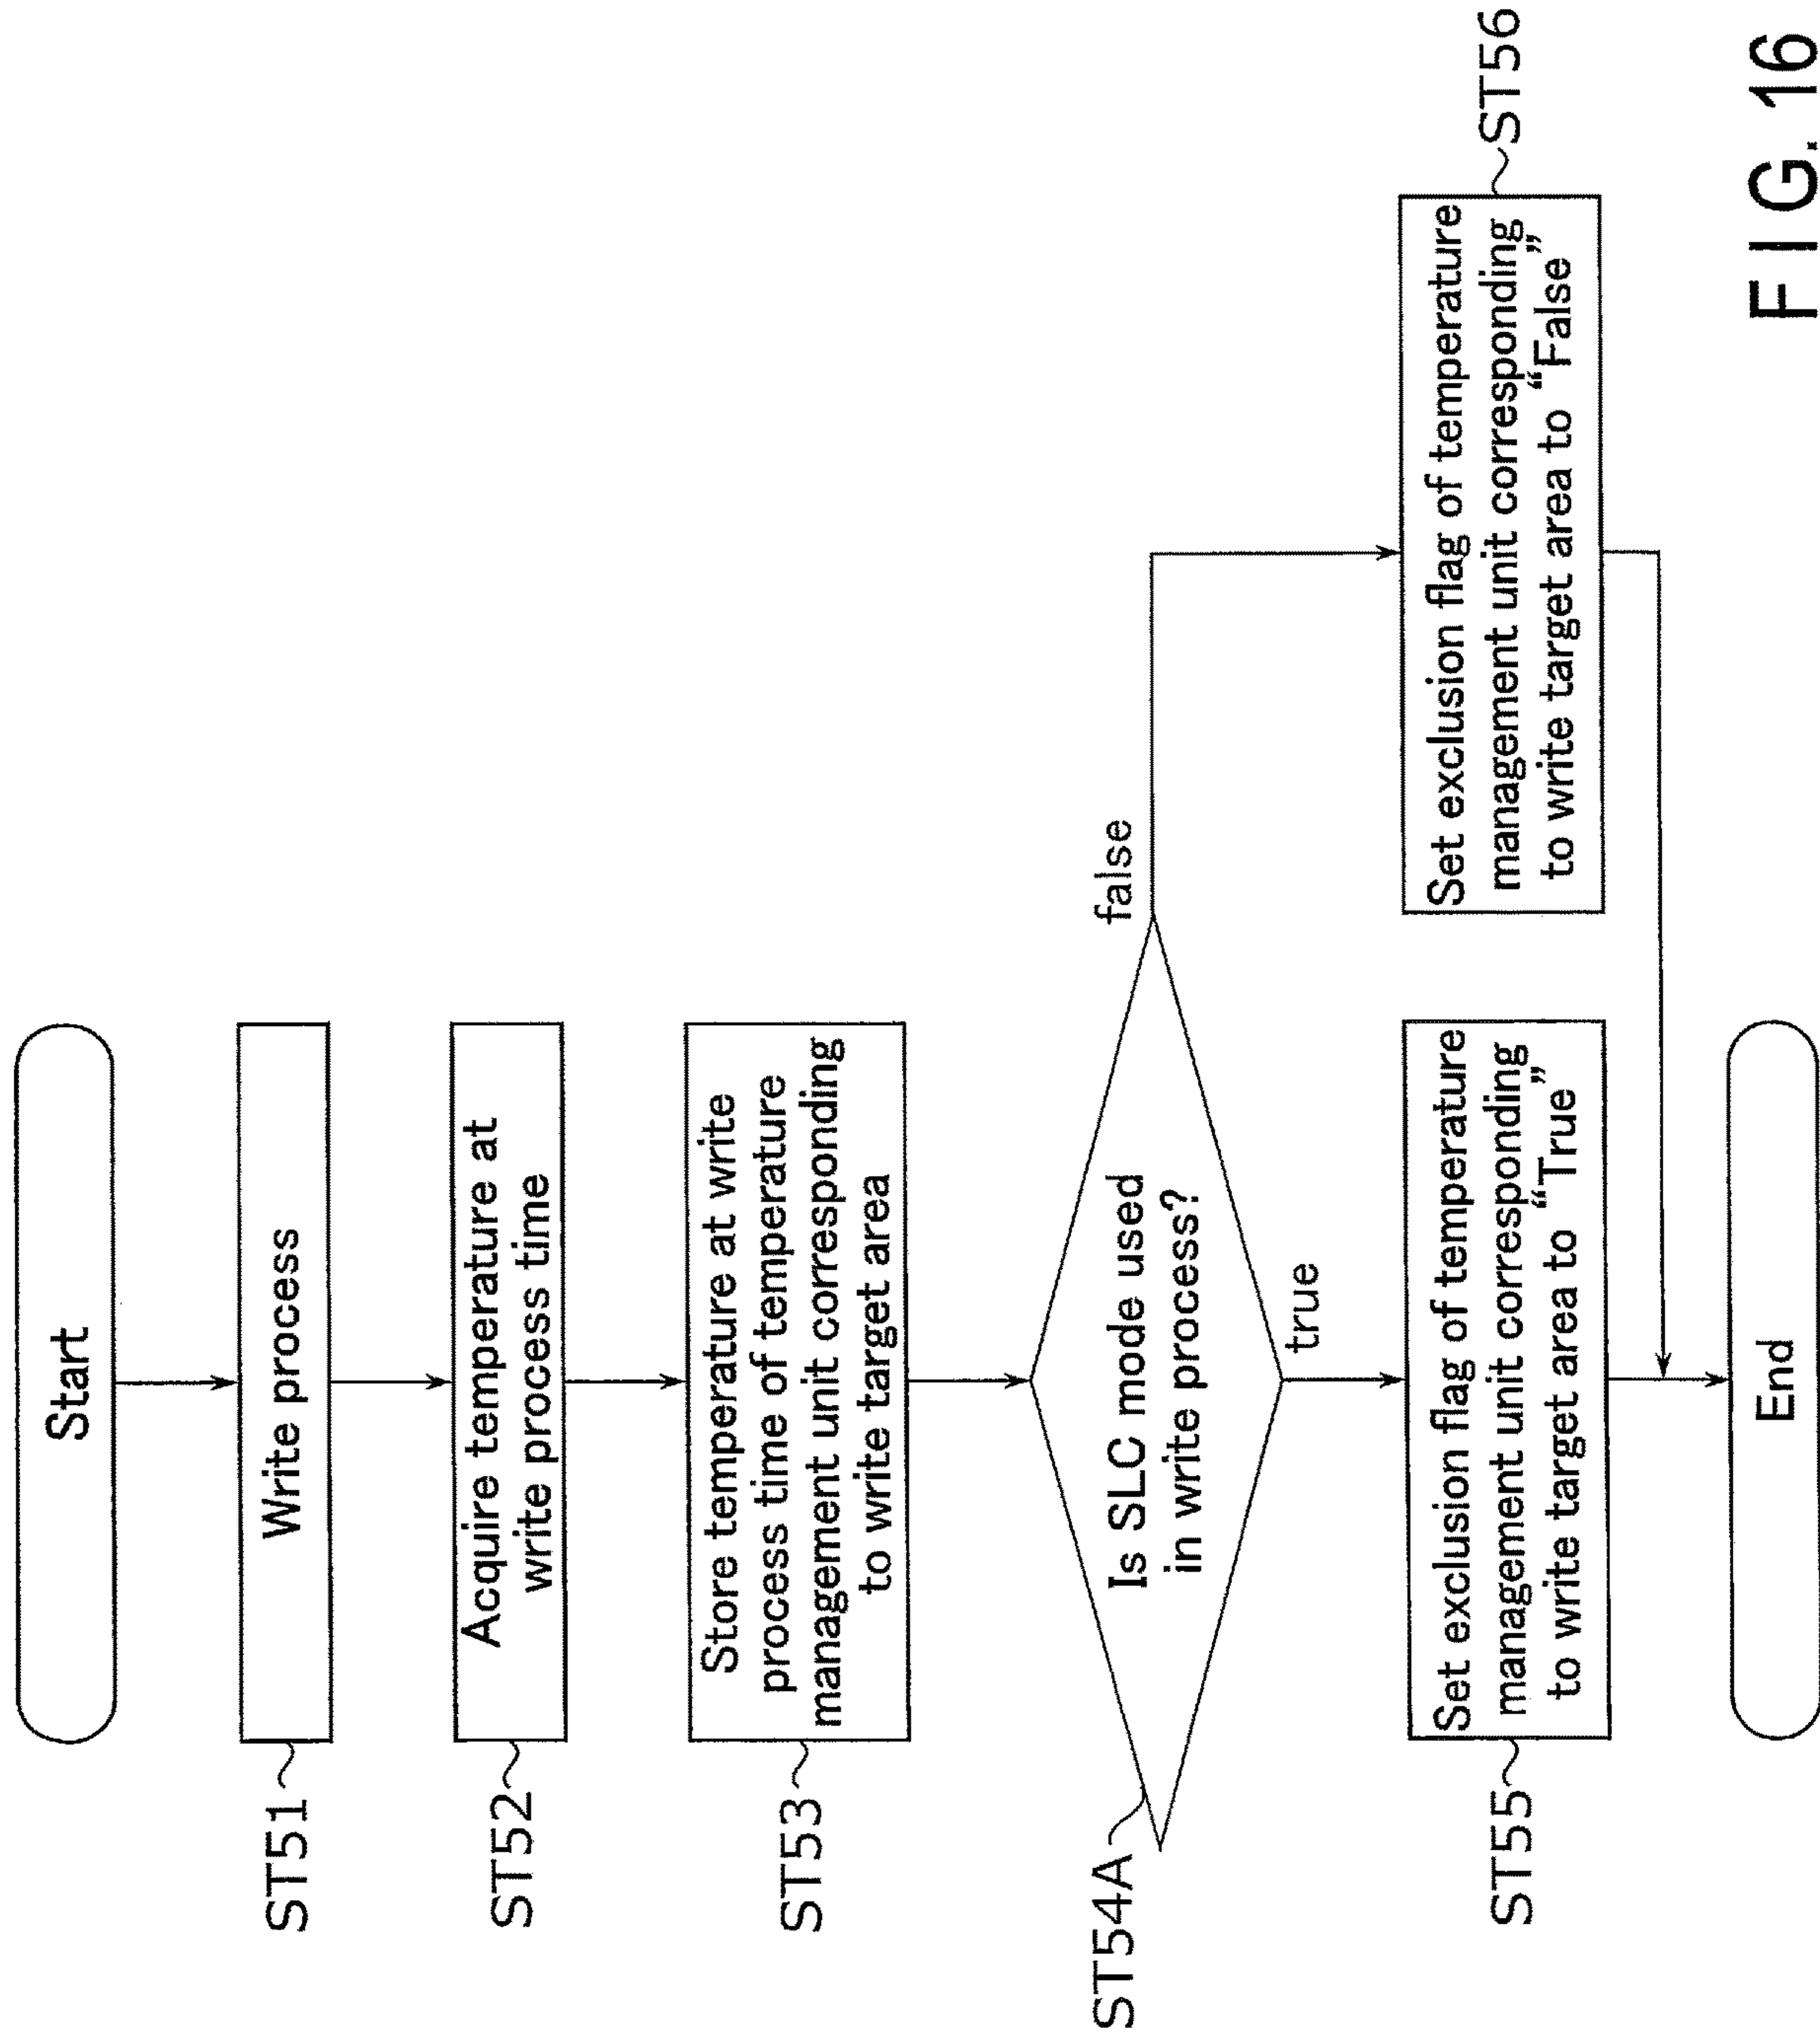 Start
ST51
Write process
ST52
Acquire temperature at
write process time
ST53
Store temperature at write
process time of temperature
management unit corresponding
to write target area
ST54A
Is SLC mode used
in write process?
false
true
ST55
Set exclusion flag of temperature
management unit corresponding
to write target area to “True”
ST56
Set exclusion flag of temperature
management unit corresponding
to write target area to “False”
End
FIG. 16